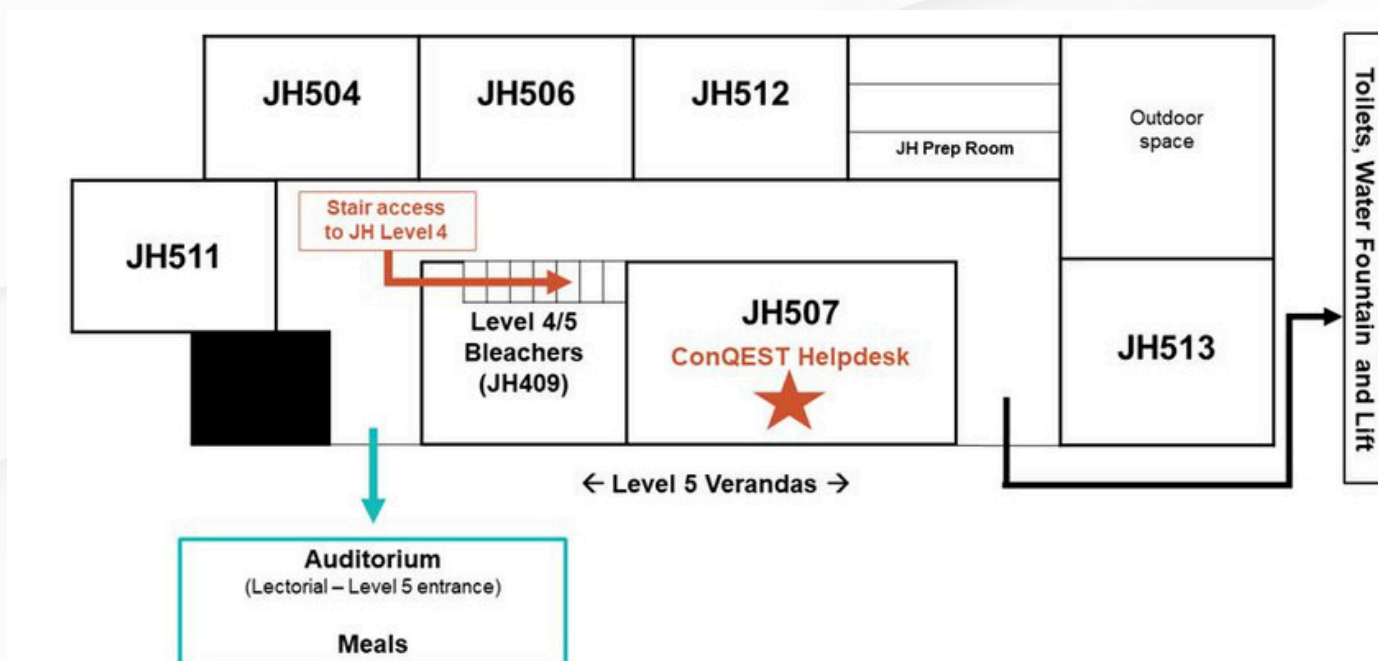 JH504
JH506
JH512
JH Prep Room
Outdoor
space
Toilets, Water Fountain and Lift
JH511
Stair access
to JH Level 4
Level 4/5
Bleachers
(JH409)
JH507
ConQEST Helpdesk
JH513
← Level 5 Verandas →
Auditorium
(Lectorial – Level 5 entrance)
Meals